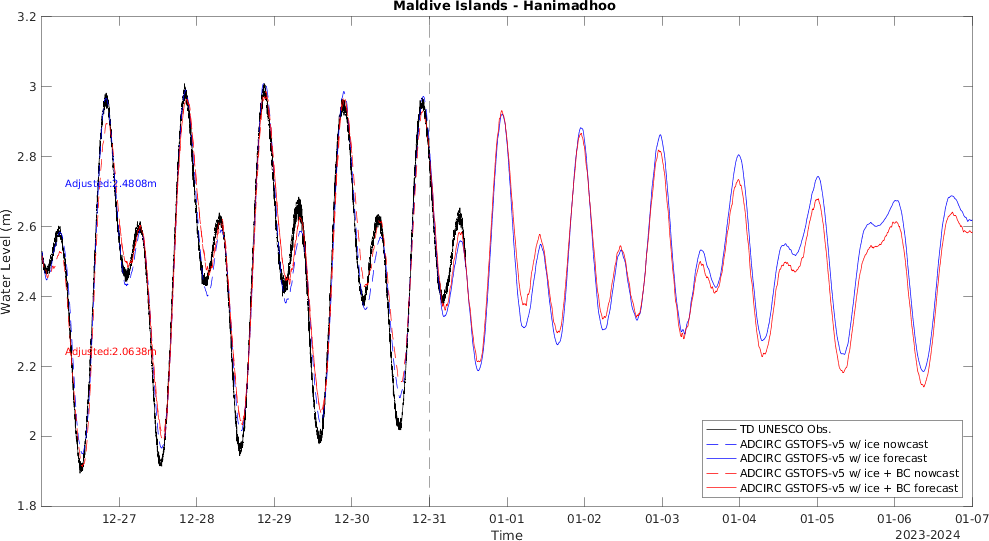 Maldive Islands - Hanimadhoo
3.2
3
2.8
2.6
2.4
2.2
2
1.8
Water Level (m)
Adjusted:2.4808m
Adjusted:2.0638m
TD UNESCO Obs.
ADCIRC GSTOFS-v5 w/ ice nowcast
ADCIRC GSTOFS-v5 w/ ice forecast
ADCIRC GSTOFS-v5 w/ ice + BC nowcast
ADCIRC GSTOFS-v5 w/ ice + BC forecast
12-27 12-28 12-29 12-30 12-31 01-01 01-02 01-03 01-04 01-05 01-06 01-07
Time
2023-2024